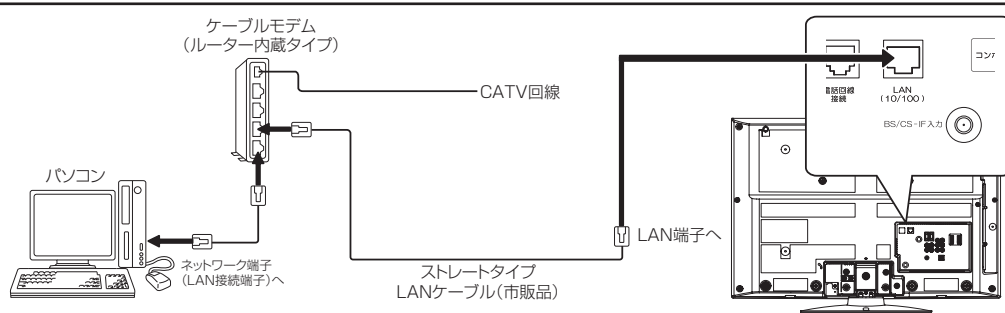 ケーブルモデム
（ルーター内蔵タイプ）
CATV回線
パソコン
ネットワーク端子
（LAN接続端子）へ
ストレートタイプ
LANケーブル（市販品）
LAN端子へ
電話回線
接続
LAN
（10/100）
コン
BS/CS-IF入力